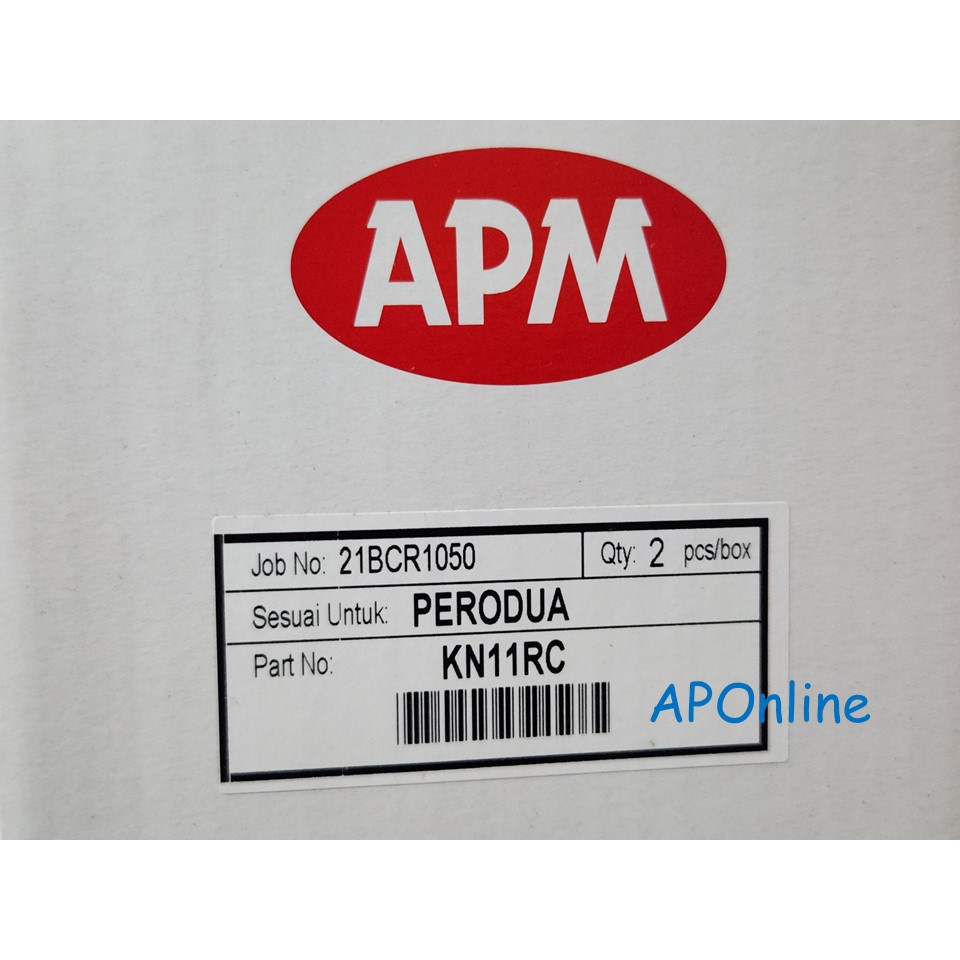 APM
Job No: 21BCR1050 Qty: 2 pcs/box
Sesuai Untuk: PERODUA
Part No: KN11RC
APOnline